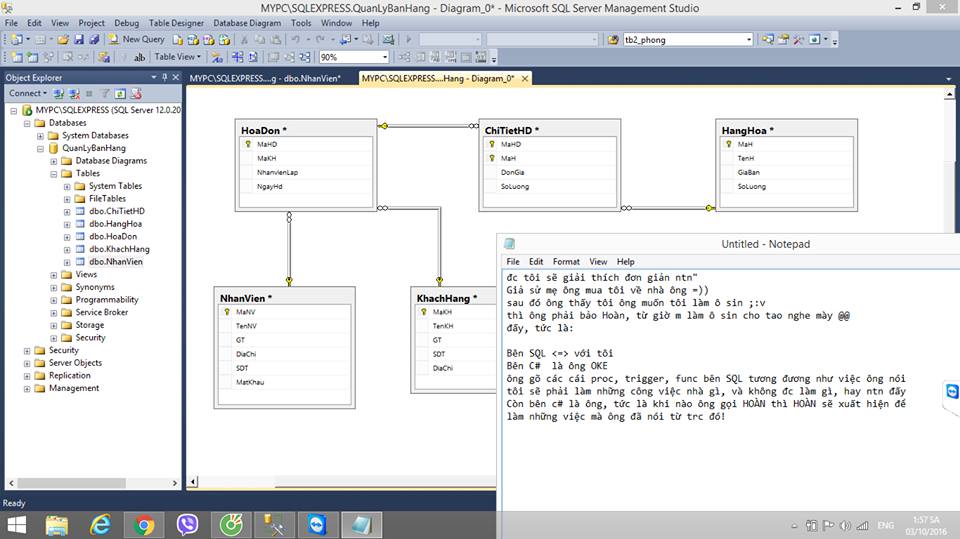 MYPC\SQLEXPRESS.QuanLyBanHang - Diagram_0* - Microsoft SQL Server Management Studio
File Edit View Project Debug Table Designer Database Diagram Tools Window Help
New Query
tb2_phong
Table View
90%
Object Explorer
Connect
MYPC\SQLEXPRESS (SQL Server 12.0.20
Databases
System Databases
QuanLyBanHang
Database Diagrams
Tables
System Tables
FileTables
dbo.ChiTietHD
dbo.HangHoa
dbo.HoaDon
dbo.KhachHang
dbo.NhanVien
Views
Synonyms
Programmability
Service Broker
Storage
Security
Security
Server Objects
Replication
Management
MYPC\SQLEXPRESS....g - dbo.NhanVien*
MYPC\SQLEXPRESS....Hang - Diagram_0*
HoaDon *
MaHD
MaKH
NhanvienLap
NgayHd
ChiTietHD *
MaHD
MaH
DonGia
SoLuong
HangHoa *
MaH
TenH
GiaBan
SoLuong
NhanVien *
MaNV
TenNV
GT
DiaChi
SDT
MatKhau
KhachHang *
MaKH
TenKH
GT
SDT
DiaChi
Untitled - Notepad
File Edit Format View Help
đc tôi sẽ giải thích đơn giản ntn"
Giả sử mẹ ông mua tôi về nhà ông =))
sau đó ông thấy tôi ông muốn tôi làm ô sin ;:v
thì ông phải bảo Hoàn, từ giờ m làm ô sin cho tao nghe mày @@
đấy, tức là:
Bên SQL <=> với tôi
Bên C# là ông OKE
ông gõ các cái proc, trigger, func bên SQL tương đương như việc ông nói
tôi sẽ phải làm những công việc nhà gì, và không đc làm gì, hay ntn đấy
Còn bên c# là ông, tức là khi nào ông gọi HOÀN thì HOÀN sẽ xuất hiện để
làm những việc mà ông đã nói từ trc đó!
Ready
ENG
1:57 SA
03/10/2016